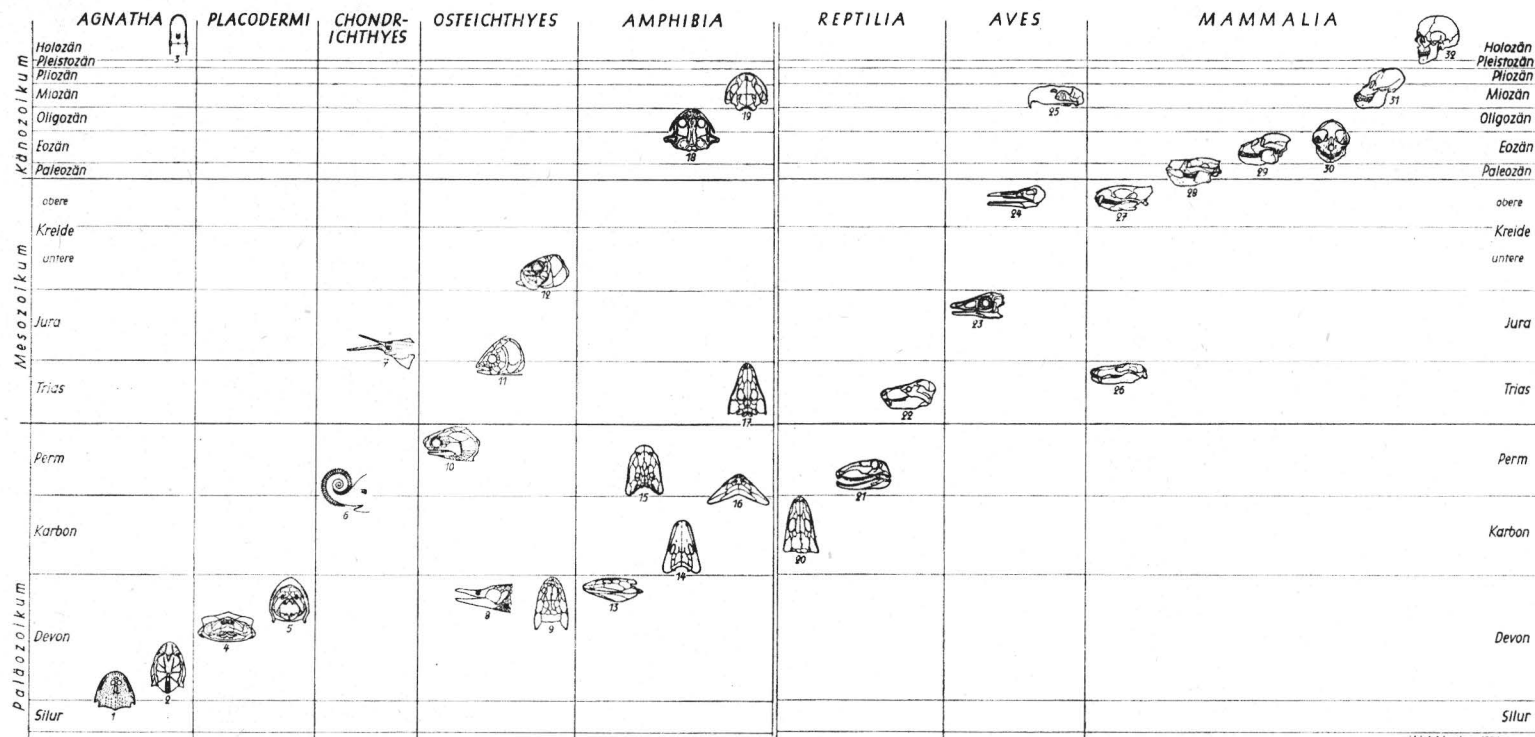 AGNATHA PLACODERMI CHONDR- OSTEICHTHYES AMPHIBIA REPTILIA AVES MAMMALIA
ICHTHYES
Känozoikum
Holozän
Pleistozän
Pliozän
Miozän
Oligozän
Eozän
Paleozän
Mesozoikum
obere
Kreide
untere
Jura
Trias
Paläozoikum
Perm
Karbon
Devon
Silur
3
32
31
19
25
18
29
30
28
24
27
12
23
7
11
26
22
17
10
21
15
16
6
20
14
8
9
13
5
4
2
1
Holozän
Pleistozän
Pliozän
Miozän
Oligozän
Eozän
Paleozän
obere
Kreide
untere
Jura
Trias
Perm
Karbon
Devon
Silur